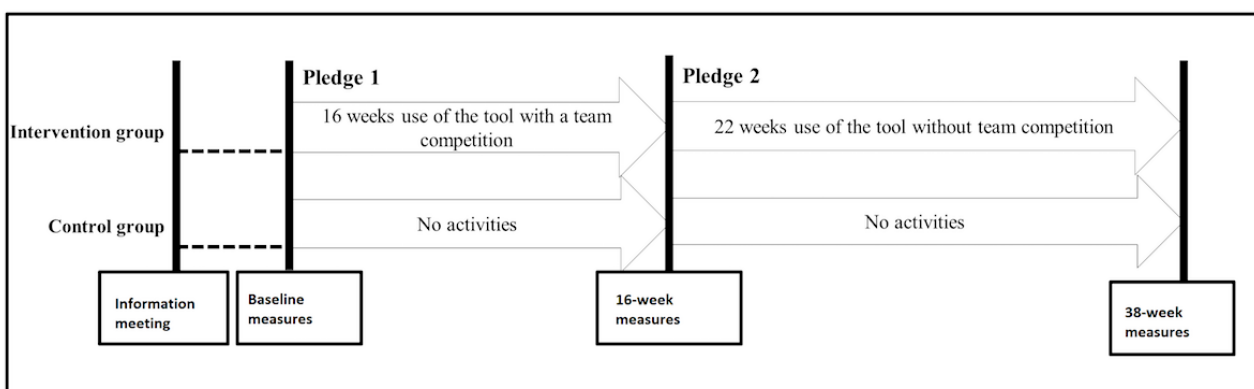 Pledge 1
Pledge 2
Intervention group
16 weeks use of the tool with a team
competition
22 weeks use of the tool without team competition
Control group
No activities
No activities
Information
meeting
Baseline
measures
16-week
measures
38-week
measures